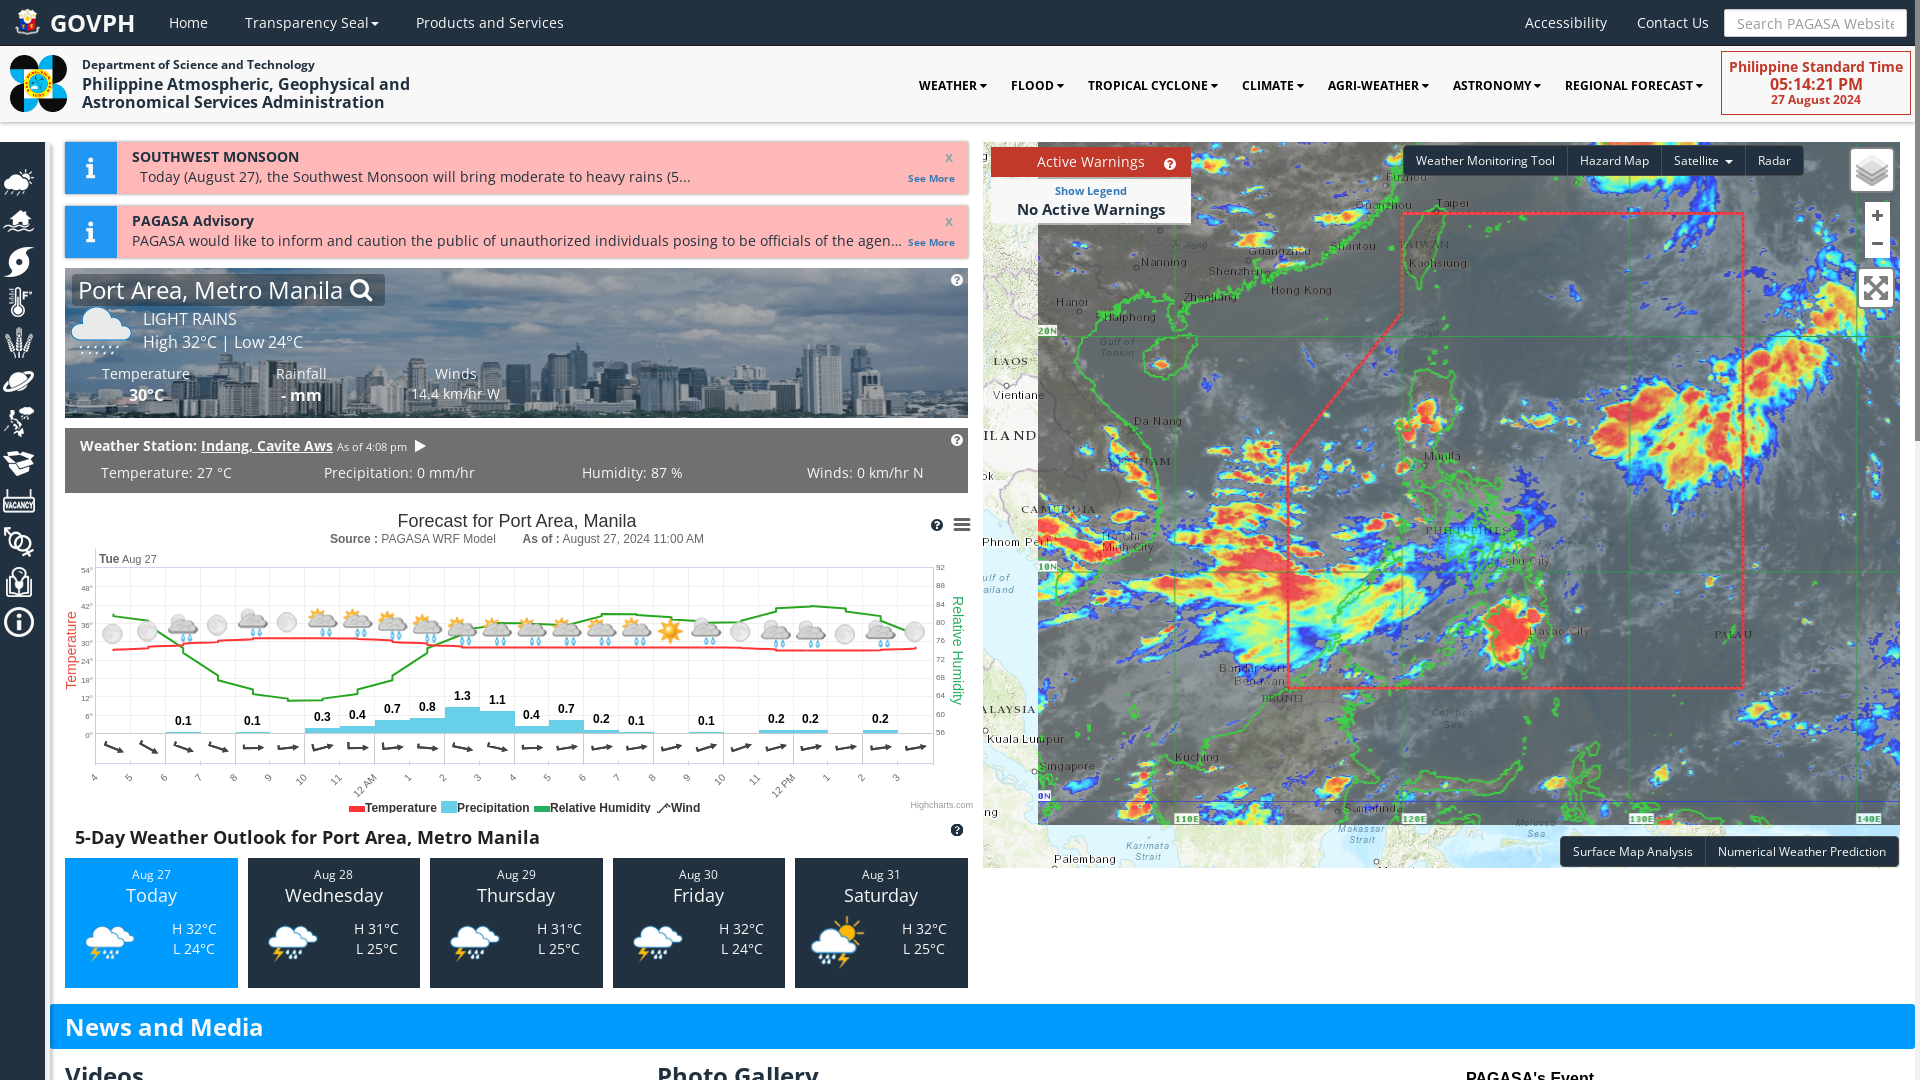 GOVPH
Home
Transparency Seal
Products and Services
Accessibility
Contact Us
Search PAGASA Website
Department of Science and Technology
Philippine Atmospheric, Geophysical and
Astronomical Services Administration
WEATHER
FLOOD
TROPICAL CYCLONE
CLIMATE
AGRI-WEATHER
ASTRONOMY
REGIONAL FORECAST
Philippine Standard Time
05:14:21 PM
27 August 2024
SOUTHWEST MONSOON
x
Today (August 27), the Southwest Monsoon will bring moderate to heavy rains (5...
See More
PAGASA Advisory
x
PAGASA would like to inform and caution the public of unauthorized individuals posing to be officials of the agen...
See More
Port Area, Metro Manila
LIGHT RAINS
High 32°C | Low 24°C
Temperature
Rainfall
Winds
30°C
- mm
14.4 km/hr W
Weather Station: Indang, Cavite Aws As of 4:08 pm
Temperature: 27 °C
Precipitation: 0 mm/hr
Humidity: 87 %
Winds: 0 km/hr N
Forecast for Port Area, Manila
Source : PAGASA WRF Model As of : August 27, 2024 11:00 AM
Tue Aug 27
54°
48°
42°
36°
30°
24°
18°
12°
6°
0°
Temperature
92
88
84
80
76
72
68
64
60
56
Relative Humidity
0.1
0.1
0.3
0.4
0.7
0.8
1.3
1.1
0.4
0.7
0.2
0.1
0.1
0.2
0.2
0.2
4 5 6 7 8 9 10 11 12 AM 1 2 3 4 5 6 7 8 9 10 11 12 PM 1 2 3
Temperature Precipitation Relative Humidity Wind
Highcharts.com
5-Day Weather Outlook for Port Area, Metro Manila
Aug 27
Today
H 32°C
L 24°C
Aug 28
Wednesday
H 31°C
L 25°C
Aug 29
Thursday
H 31°C
L 25°C
Aug 30
Friday
H 32°C
L 24°C
Aug 31
Saturday
H 32°C
L 25°C
VACANCY
Active Warnings
Show Legend
No Active Warnings
Weather Monitoring Tool
Hazard Map
Satellite
Radar
+
−
Fuzhou
Quanzhou
Taipei
Shantou
TAIWAN
Kaohsiung
Guangzhou
Nanning
Shenzhen
Hong Kong
Zhanjiang
Hanoi
Haiphong
20N
Gulf of
Tonkin
LAOS
Vientiane
Da Nang
ILAND
VIETNAM
Manila
CAMBODIA
Phnom Penh
Ho Chi
Minh City
PHILIPPINES
Cebu City
10N
ulf of
ailand
Davao City
PALAU
Bandar Seri
Begawan
BRUNEI
ALAYSIA
Celebes
Sea
Kuala Lumpur
Kuching
Singapore
0N
Samarinda
110E
120E
130E
140E
ng
Palembang
Karimata
Strait
Makassar
Strait
Molucca
Sea
Surface Map Analysis
Numerical Weather Prediction
News and Media
Videos
Photo Gallery
PAGASA's Event